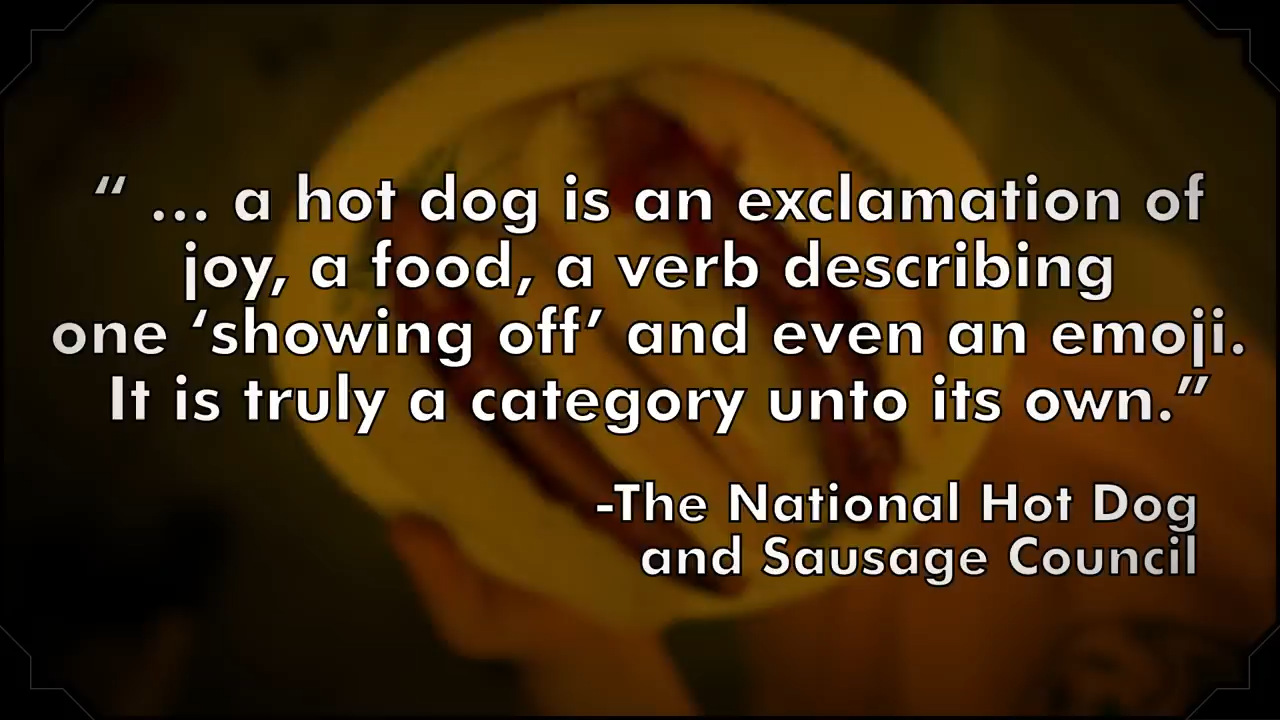 “ ... a hot dog is an exclamation of
joy, a food, a verb describing
one ‘showing off’ and even an emoji.
It is truly a category unto its own.”
-The National Hot Dog
and Sausage Council